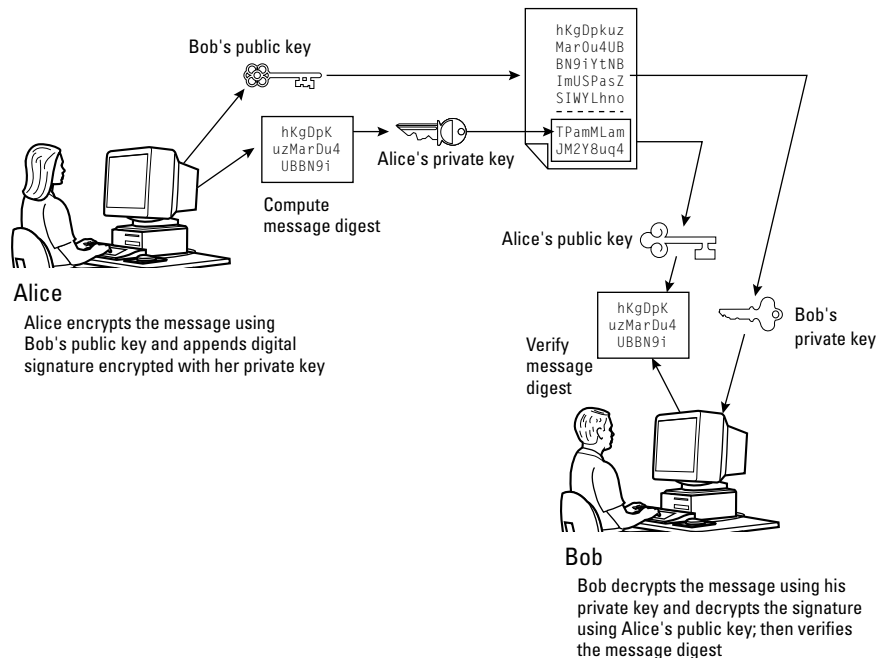 Bob's public key
hKgDpkuz
MarOu4UB
BN9iYtNB
ImUSPasZ
SIWYLhno
--------
TPamMLam
JM2Y8uq4
hKgDpK
uzMarDu4
UBBN9i
Alice's private key
Compute
message digest
Alice's public key
Alice
Alice encrypts the message using
Bob's public key and appends digital
signature encrypted with her private key
hKgDpK
uzMarDu4
UBBN9i
Verify
message
digest
Bob's
private key
Bob
Bob decrypts the message using his
private key and decrypts the signature
using Alice's public key; then verifies
the message digest